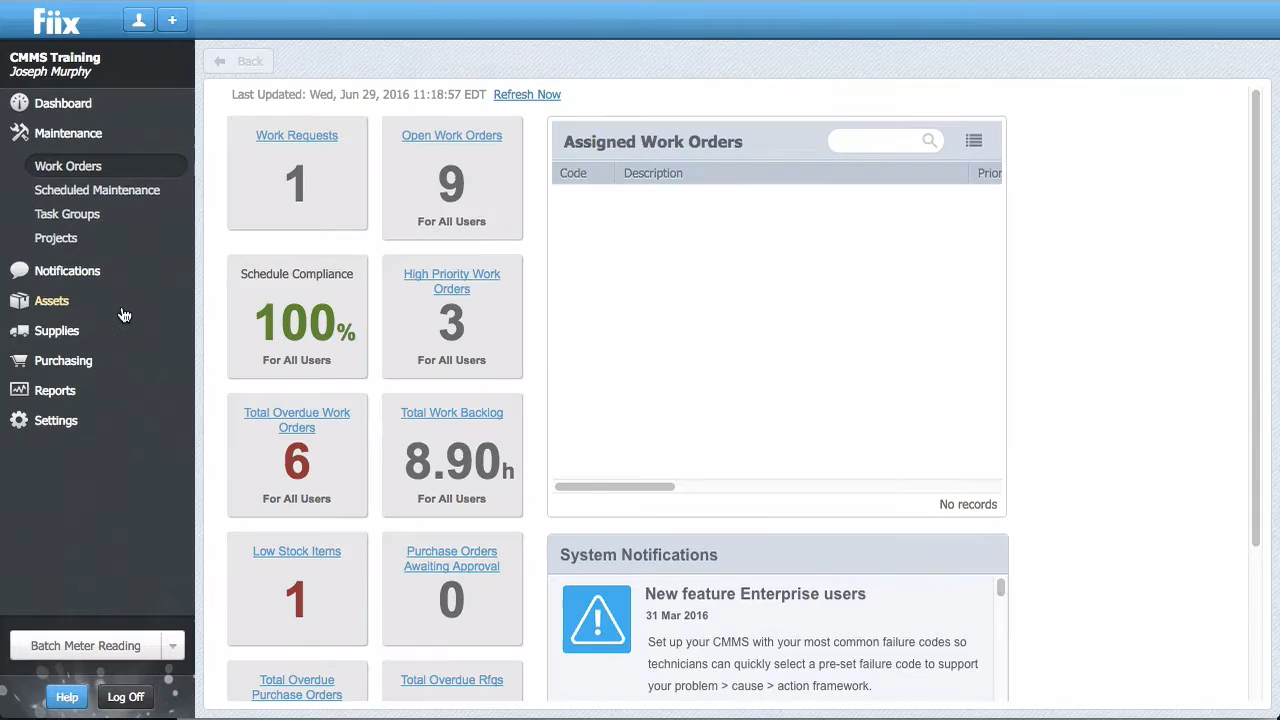 Fiix
+
CMMS Training
Joseph Murphy
Dashboard
Maintenance
Work Orders
Scheduled Maintenance
Task Groups
Projects
Notifications
Assets
Supplies
Purchasing
Reports
Settings
Batch Meter Reading
Help
Log Off
Back
Last Updated: Wed, Jun 29, 2016 11:18:57 EDT Refresh Now
Work Requests
1
Open Work Orders
9
For All Users
Schedule Compliance
100%
For All Users
High Priority Work
Orders
3
For All Users
Total Overdue Work
Orders
6
For All Users
Total Work Backlog
8.90h
For All Users
Low Stock Items
1
Purchase Orders
Awaiting Approval
0
Total Overdue
Purchase Orders
Total Overdue Rfqs
Assigned Work Orders
Code Description Prior
No records
System Notifications
New feature Enterprise users
31 Mar 2016
Set up your CMMS with your most common failure codes so
technicians can quickly select a pre-set failure code to support
your problem > cause > action framework.